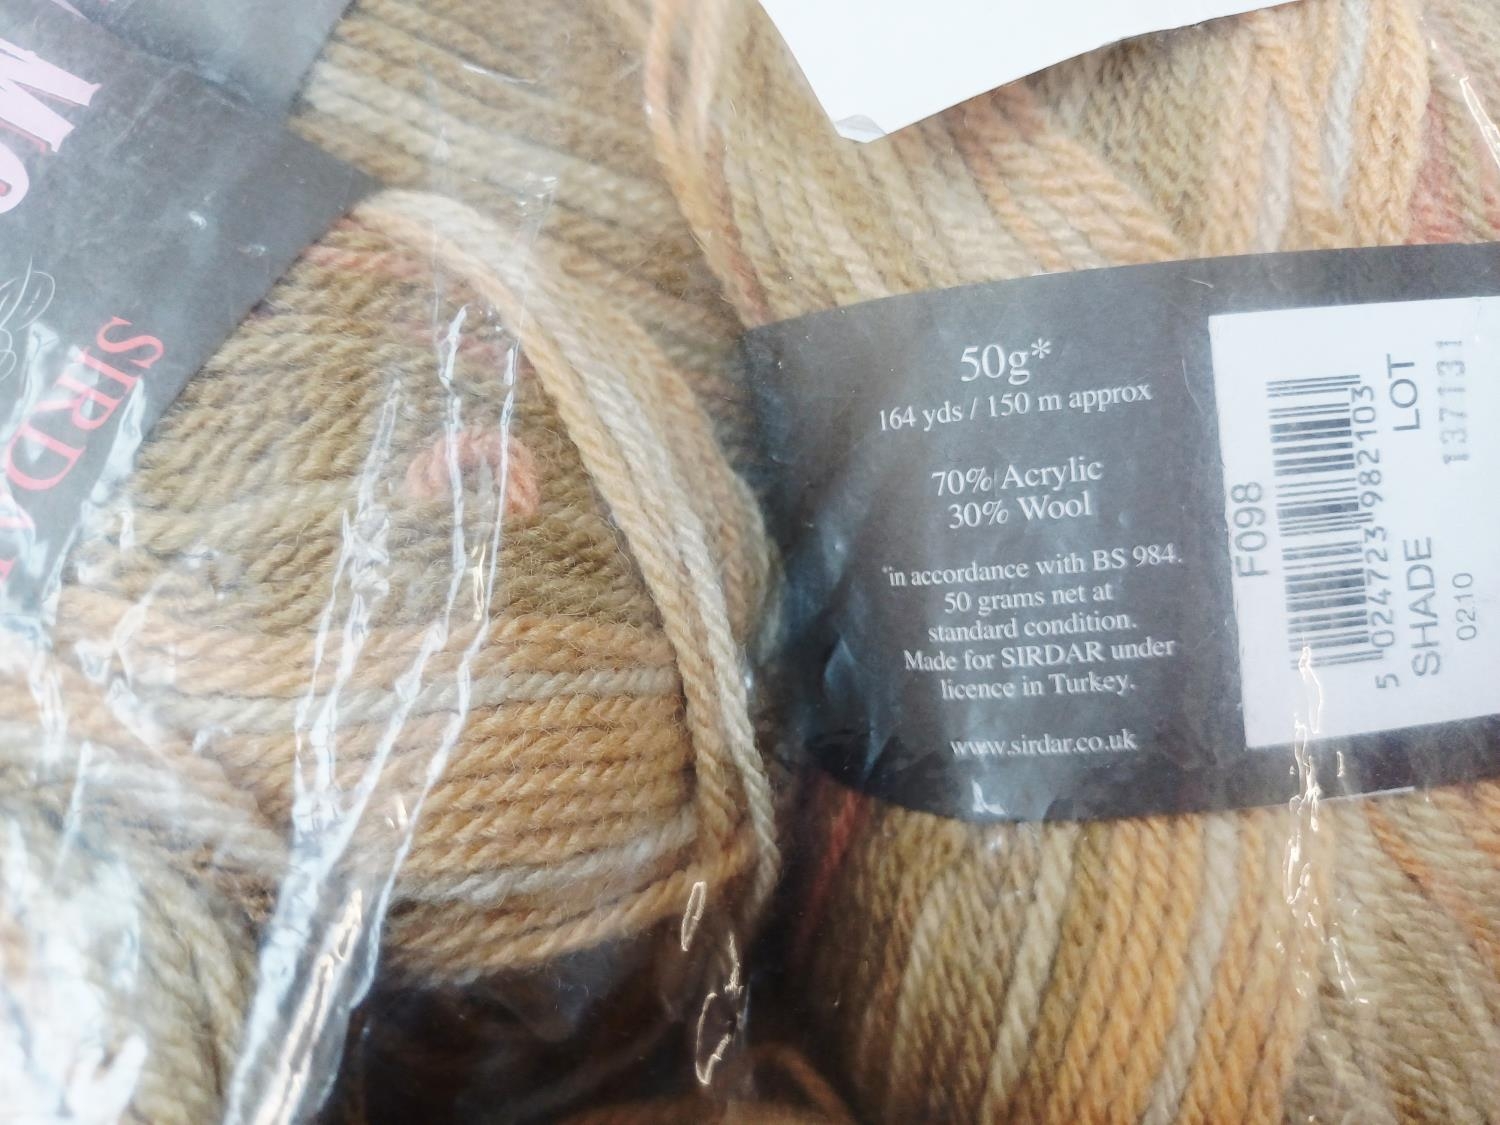 SIRDAR
50g*
164 yds / 150 m approx
70% Acrylic
30% Wool
*in accordance with BS 984.
50 grams net at
standard condition.
Made for SIRDAR under
licence in Turkey.
www.sirdar.co.uk
F098
5 024723 982103
SHADE LOT
0210 137131